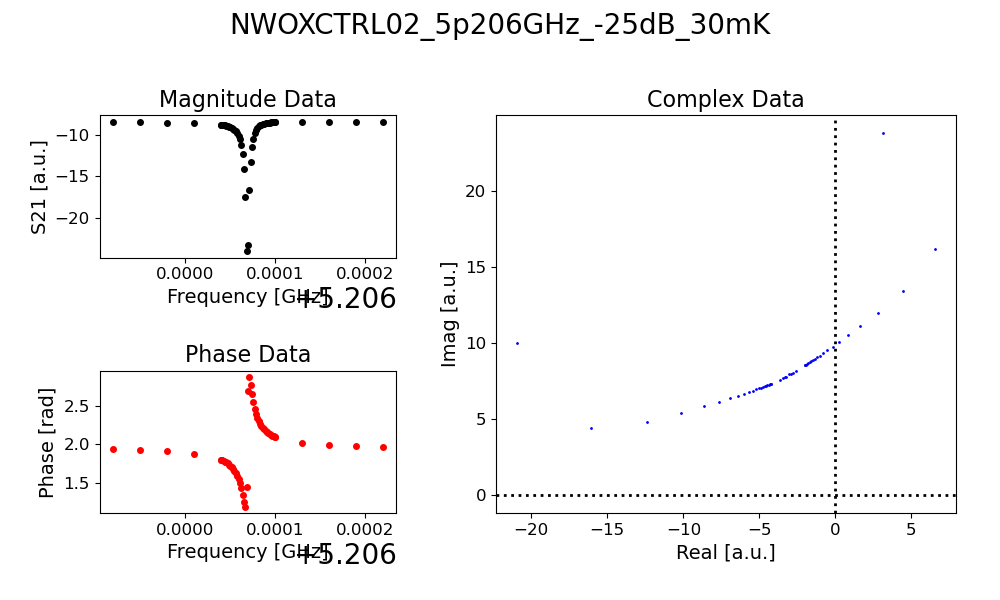 NWOXCTRL02_5p206GHz_-25dB_30mK
Magnitude Data
S21 [a.u.]
−10
−15
−20
0.0000 0.0001 0.0002
Frequency [GHz]
+5.206
Phase Data
Phase [rad]
2.5
2.0
1.5
0.0000 0.0001 0.0002
Frequency [GHz]
+5.206
Complex Data
Imag [a.u.]
20
15
10
5
0
−20 −15 −10 −5 0 5
Real [a.u.]